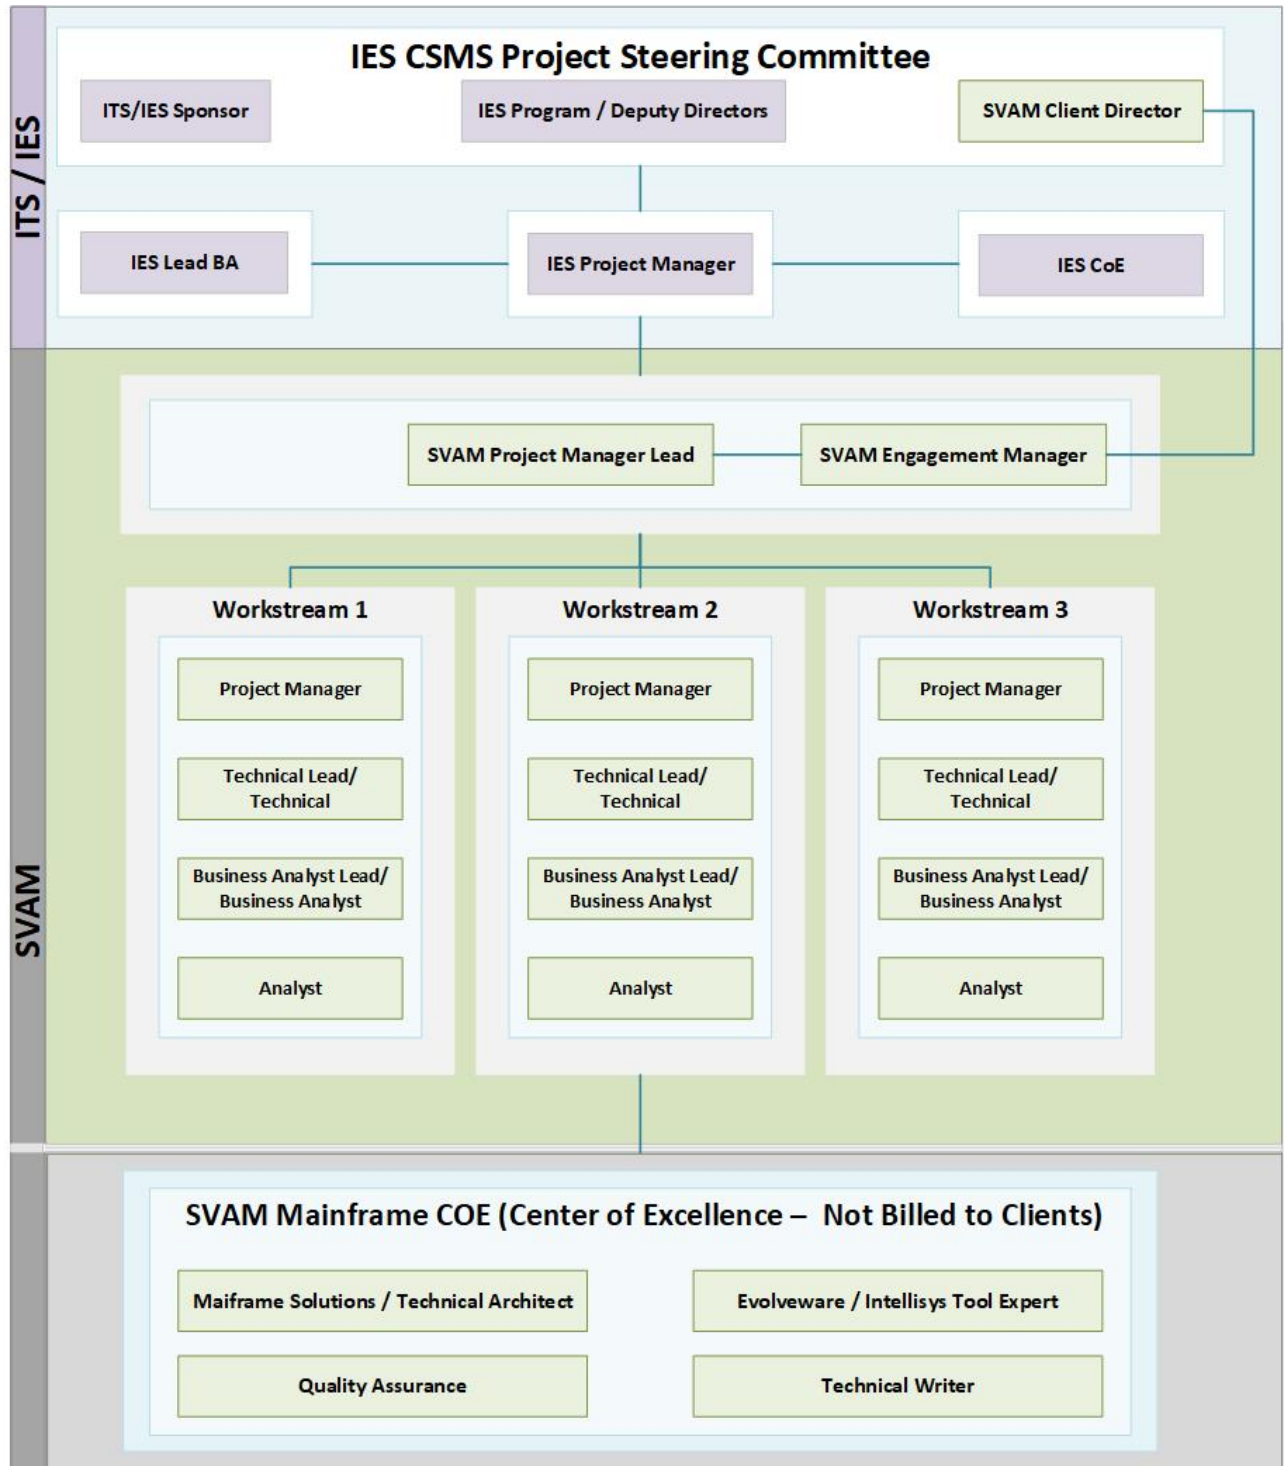 ITS / IES
IES CSMS Project Steering Committee
ITS/IES Sponsor
IES Program / Deputy Directors
SVAM Client Director
IES Lead BA
IES Project Manager
IES CoE
SVAM
SVAM Project Manager Lead
SVAM Engagement Manager
Workstream 1
Project Manager
Technical Lead/
Technical
Business Analyst Lead/
Business Analyst
Analyst
Workstream 2
Project Manager
Technical Lead/
Technical
Business Analyst Lead/
Business Analyst
Analyst
Workstream 3
Project Manager
Technical Lead/
Technical
Business Analyst Lead/
Business Analyst
Analyst
SVAM Mainframe COE (Center of Excellence – Not Billed to Clients)
Maiframe Solutions / Technical Architect
Evolveware / Intellisys Tool Expert
Quality Assurance
Technical Writer